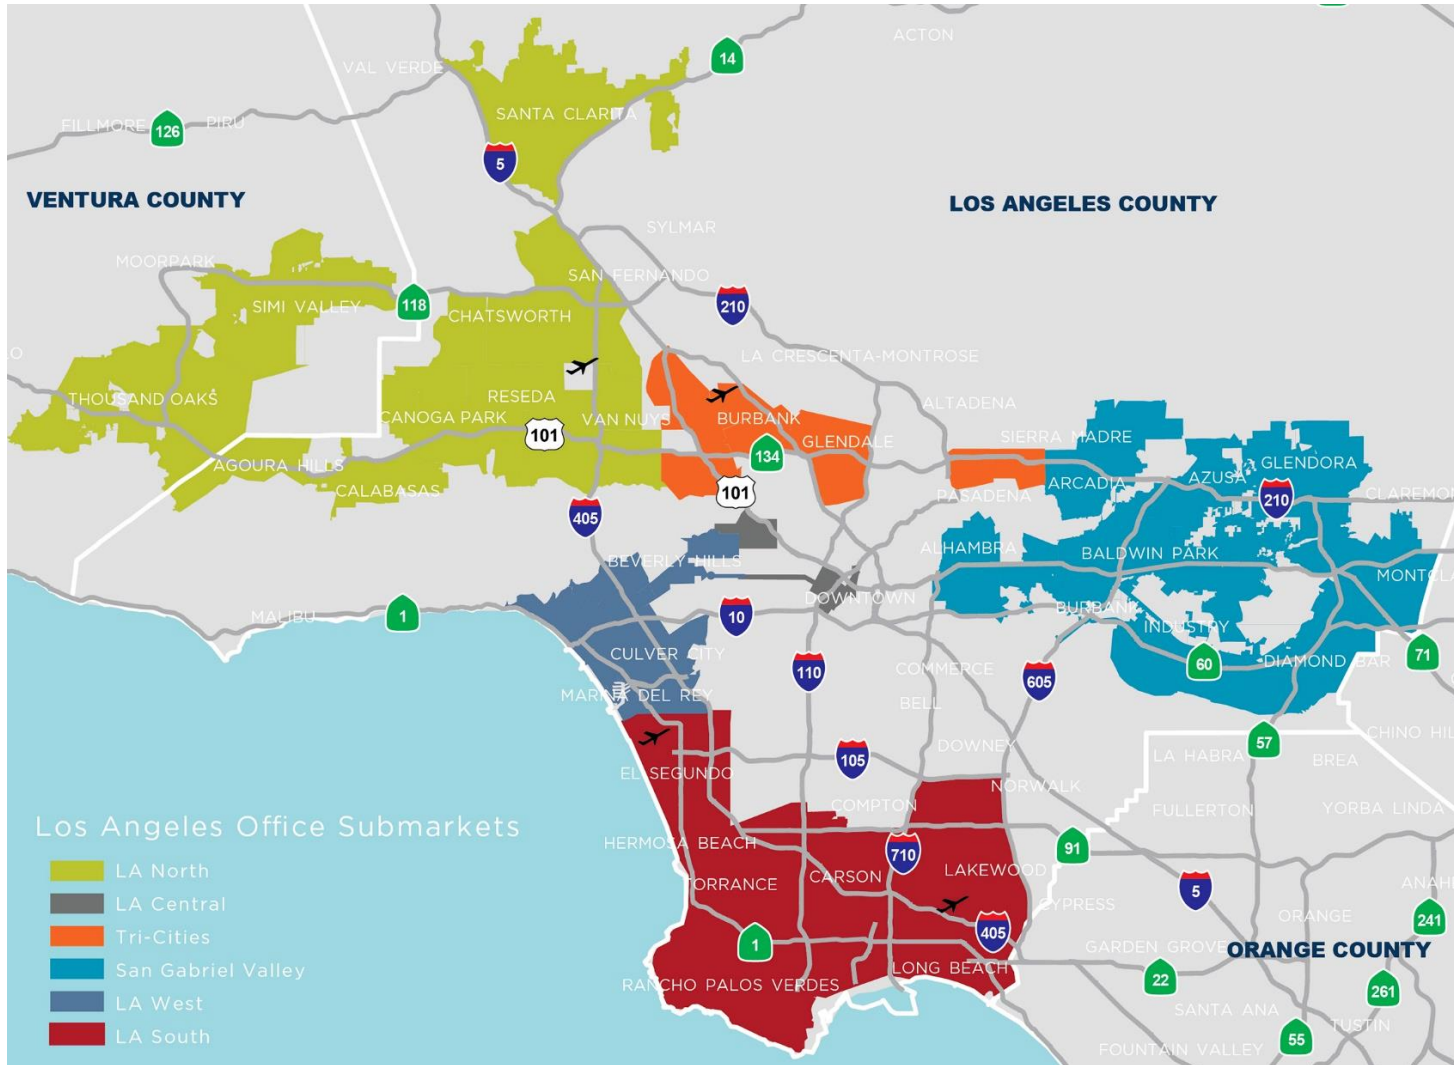 ACTON
14
VAL VERDE
SANTA CLARITA
FILLMORE
126
PIRU
5
VENTURA COUNTY
LOS ANGELES COUNTY
SYLMAR
MOORPARK
SAN FERNANDO
SIMI VALLEY
118
CHATSWORTH
210
LA CRESCENTA-MONTROSE
THOUSAND OAKS
RESEDA
CANOGA PARK
VAN NUYS
BURBANK
ALTADENA
101
GLENDALE
SIERRA MADRE
134
AGOURA HILLS
CALABASAS
101
PASADENA
ARCADIA
AZUSA
GLENDORA
210
CLAREMON
405
BEVERLY HILLS
ALHAMBRA
BALDWIN PARK
MONTCLA
MALIBU
1
10
DOWNTOWN
BURBANK
INDUSTRY
CULVER CITY
110
COMMERCE
605
60
DIAMOND BAR
71
MARINA DEL REY
BELL
EL SEGUNDO
105
DOWNEY
NORWALK
LA HABRA
57
BREA
CHINO HIL
COMPTON
FULLERTON
YORBA LINDA
HERMOSA BEACH
710
91
TORRANCE
CARSON
LAKEWOOD
5
ANAH
CYPRESS
ORANGE
241
1
405
GARDEN GROVE
ORANGE COUNTY
RANCHO PALOS VERDES
LONG BEACH
22
261
SANTA ANA
TUSTIN
55
FOUNTAIN VALLEY
Los Angeles Office Submarkets
LA North
LA Central
Tri-Cities
San Gabriel Valley
LA West
LA South